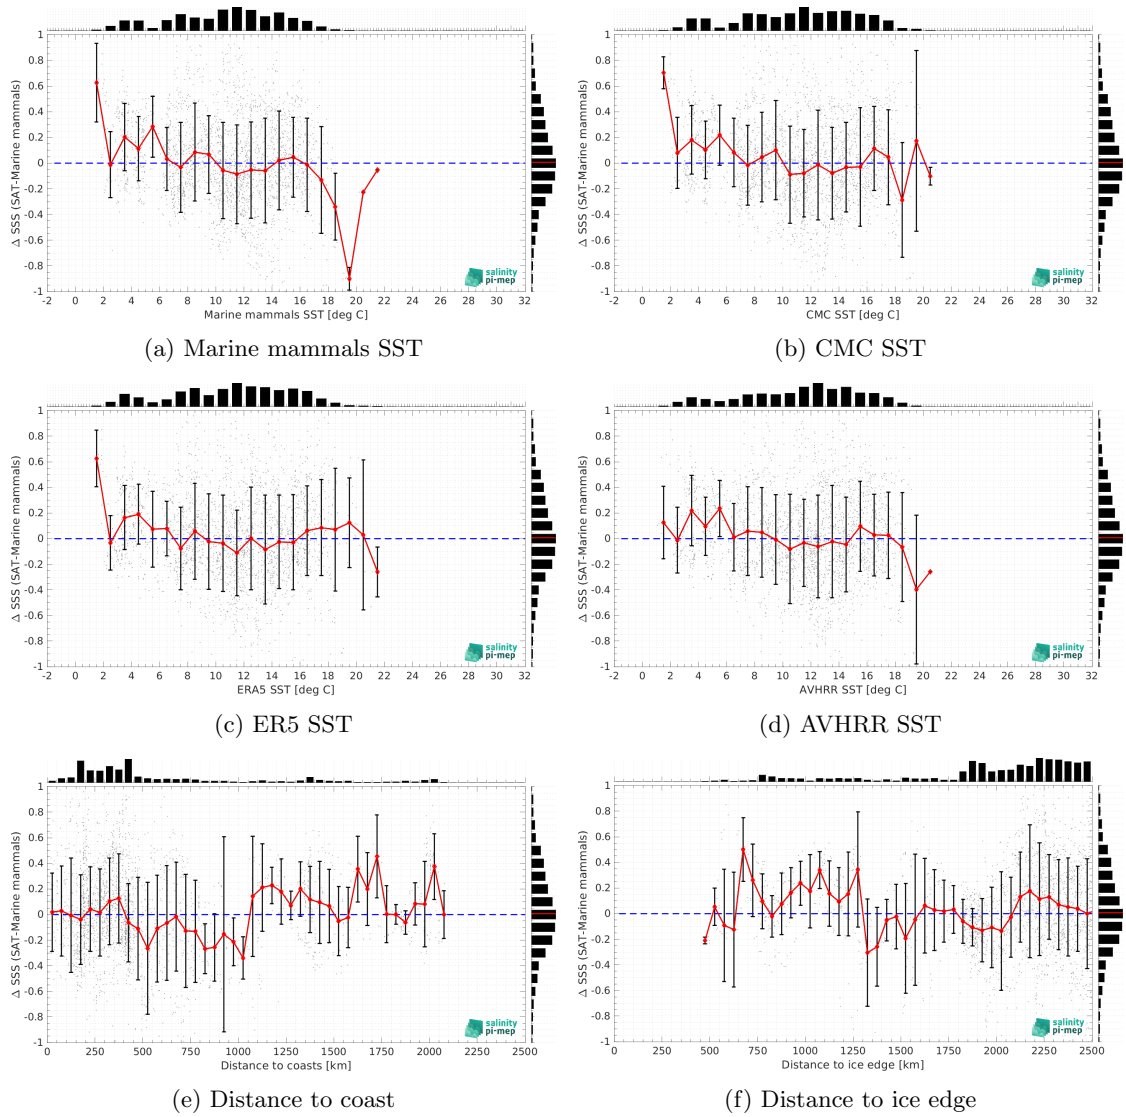 1
0.8
0.6
0.4
0.2
0
-0.2
-0.4
-0.6
-0.8
-1
Δ SSS (SAT-Marine mammals)
-2 0 2 4 6 8 10 12 14 16 18 20 22 24 26 28 30 32
Marine mammals SST [deg C]
salinity
pi-mep
(a) Marine mammals SST
1
0.8
0.6
0.4
0.2
0
-0.2
-0.4
-0.6
-0.8
-1
Δ SSS (SAT-Marine mammals)
-2 0 2 4 6 8 10 12 14 16 18 20 22 24 26 28 30 32
CMC SST [deg C]
salinity
pi-mep
(b) CMC SST
1
0.8
0.6
0.4
0.2
0
-0.2
-0.4
-0.6
-0.8
-1
Δ SSS (SAT-Marine mammals)
-2 0 2 4 6 8 10 12 14 16 18 20 22 24 26 28 30 32
ERA5 SST [deg C]
salinity
pi-mep
(c) ER5 SST
1
0.8
0.6
0.4
0.2
0
-0.2
-0.4
-0.6
-0.8
-1
Δ SSS (SAT-Marine mammals)
-2 0 2 4 6 8 10 12 14 16 18 20 22 24 26 28 30 32
AVHRR SST [deg C]
salinity
pi-mep
(d) AVHRR SST
1
0.8
0.6
0.4
0.2
0
-0.2
-0.4
-0.6
-0.8
-1
Δ SSS (SAT-Marine mammals)
0 250 500 750 1000 1250 1500 1750 2000 2250 2500
Distance to coasts [km]
salinity
pi-mep
(e) Distance to coast
1
0.8
0.6
0.4
0.2
0
-0.2
-0.4
-0.6
-0.8
-1
Δ SSS (SAT-Marine mammals)
0 250 500 750 1000 1250 1500 1750 2000 2250 2500
Distance to ice edge [km]
salinity
pi-mep
(f) Distance to ice edge